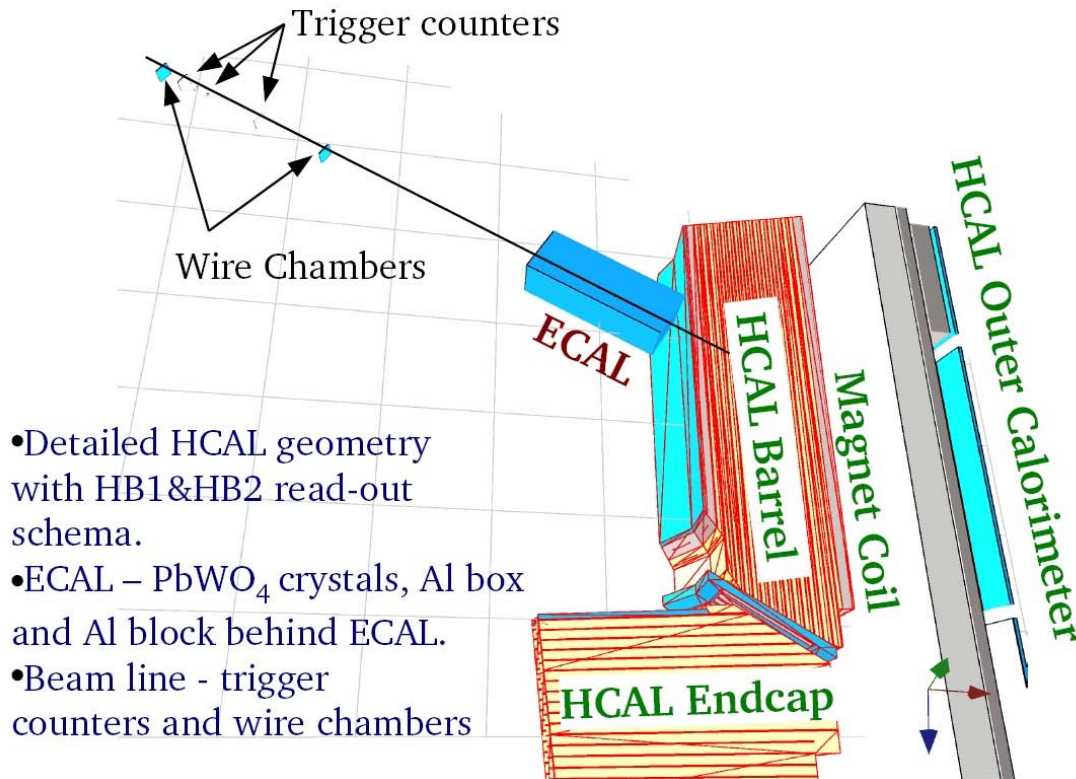 Trigger counters
Wire Chambers
ECAL
HCAL Barrel
Magnet Coil
HCAL Outer Calorimeter
HCAL Endcap
•Detailed HCAL geometry
with HB1&HB2 read-out
schema.
•ECAL – PbWO₄ crystals, Al box
and Al block behind ECAL.
•Beam line - trigger
counters and wire chambers